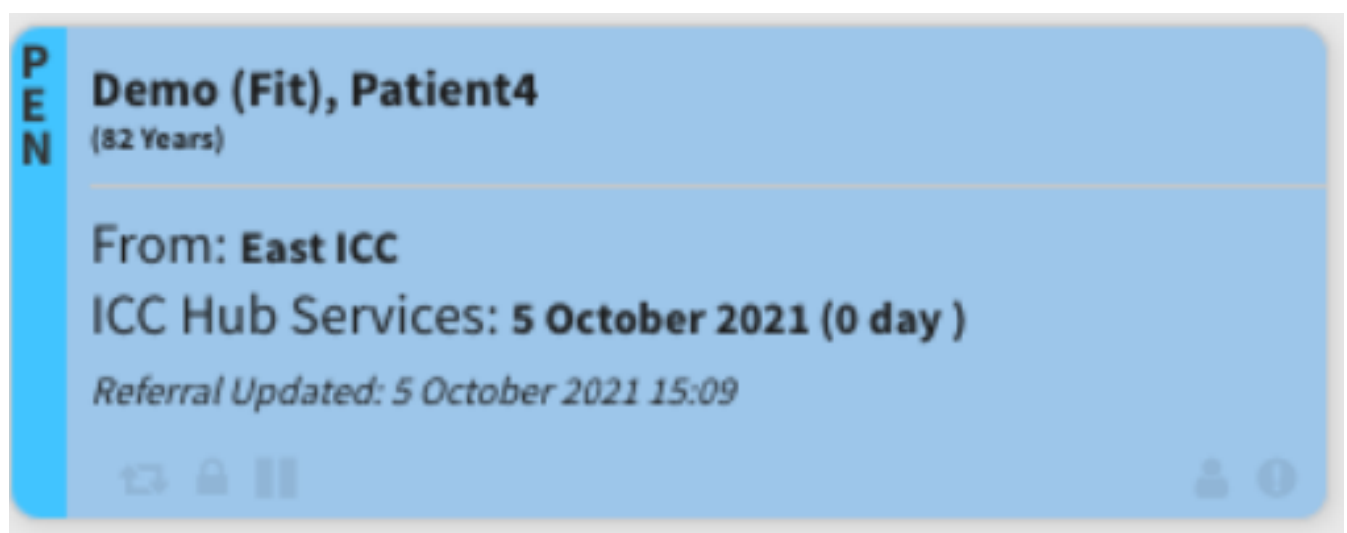 PEN
Demo (Fit), Patient4
(82 Years)
From: East ICC
ICC Hub Services: 5 October 2021 (0 day )
Referral Updated: 5 October 2021 15:09